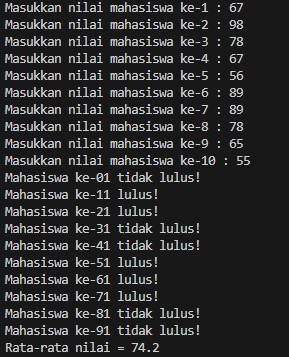 Masukkan nilai mahasiswa ke-1 : 67
Masukkan nilai mahasiswa ke-2 : 98
Masukkan nilai mahasiswa ke-3 : 78
Masukkan nilai mahasiswa ke-4 : 67
Masukkan nilai mahasiswa ke-5 : 56
Masukkan nilai mahasiswa ke-6 : 89
Masukkan nilai mahasiswa ke-7 : 89
Masukkan nilai mahasiswa ke-8 : 78
Masukkan nilai mahasiswa ke-9 : 65
Masukkan nilai mahasiswa ke-10 : 55
Mahasiswa ke-01 tidak lulus!
Mahasiswa ke-11 lulus!
Mahasiswa ke-21 lulus!
Mahasiswa ke-31 tidak lulus!
Mahasiswa ke-41 tidak lulus!
Mahasiswa ke-51 lulus!
Mahasiswa ke-61 lulus!
Mahasiswa ke-71 lulus!
Mahasiswa ke-81 tidak lulus!
Mahasiswa ke-91 tidak lulus!
Rata-rata nilai = 74.2